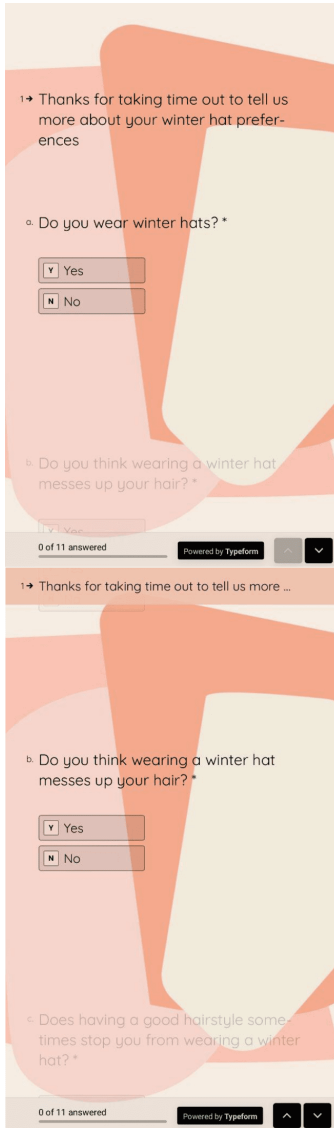 1→ Thanks for taking time out to tell us
more about your winter hat prefer-
ences
a. Do you wear winter hats? *
Y Yes
N No
b. Do you think wearing a winter hat
messes up your hair? *
Y Yes
0 of 11 answered
Powered by Typeform
1→ Thanks for taking time out to tell us more ...
b. Do you think wearing a winter hat
messes up your hair? *
Y Yes
N No
c. Does having a good hairstyle some-
times stop you from wearing a winter
hat? *
0 of 11 answered
Powered by Typeform